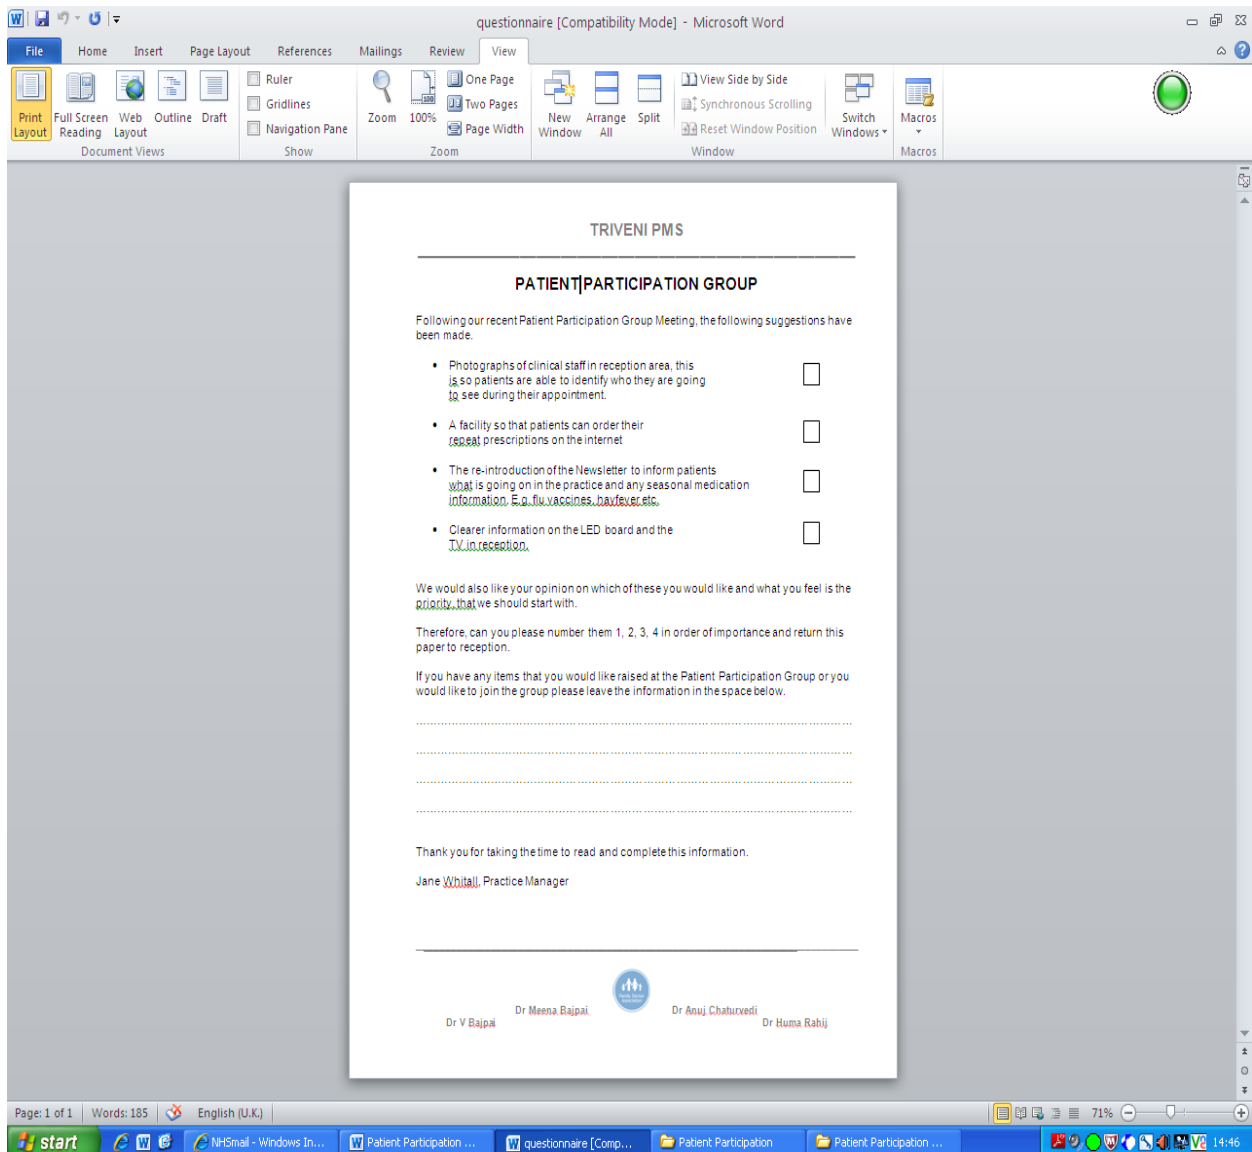 questionnaire [Compatibility Mode] - Microsoft Word
File Home Insert Page Layout References Mailings Review View
Print Layout
Full Screen Reading
Web Layout
Outline
Draft
Document Views
Ruler
Gridlines
Navigation Pane
Show
Zoom
100%
One Page
Two Pages
Page Width
Zoom
New Window
Arrange All
Split
View Side by Side
Synchronous Scrolling
Reset Window Position
Window
Switch Windows
Macros
Macros
TRIVENI PMS
PATIENT PARTICIPATION GROUP
Following our recent Patient Participation Group Meeting, the following suggestions have
been made.
• Photographs of clinical staff in reception area, this
is so patients are able to identify who they are going
to see during their appointment.
• A facility so that patients can order their
repeat prescriptions on the internet
• The re-introduction of the Newsletter to inform patients
what is going on in the practice and any seasonal medication
information. E.g. flu vaccines, hayfever etc.
• Clearer information on the LED board and the
TV in reception.
We would also like your opinion on which of these you would like and what you feel is the
priority, that we should start with.
Therefore, can you please number them 1, 2, 3, 4 in order of importance and return this
paper to reception.
If you have any items that you would like raised at the Patient Participation Group or you
would like to join the group please leave the information in the space below.
Thank you for taking the time to read and complete this information.
Jane Whitall, Practice Manager
Dr Meena Bajpai Dr Anuj Chaturvedi
Dr V Bajpai Dr Huma Rahij
Page: 1 of 1 Words: 185 English (U.K.) 71%
start NHSmail - Windows In... Patient Participation ... questionnaire [Comp... Patient Participation Patient Participation ... 14:46